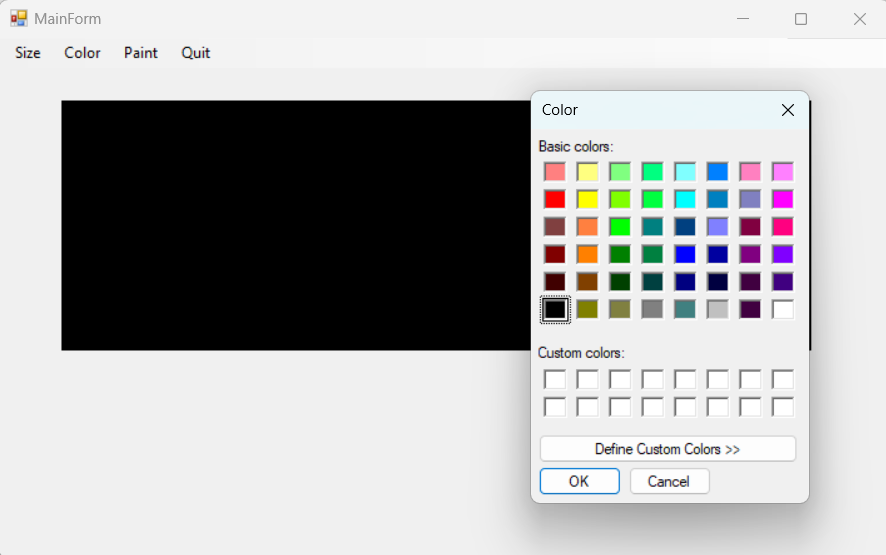 MainForm
Size Color Paint Quit
Color
Basic colors:
Custom colors:
Define Custom Colors >>
OK Cancel